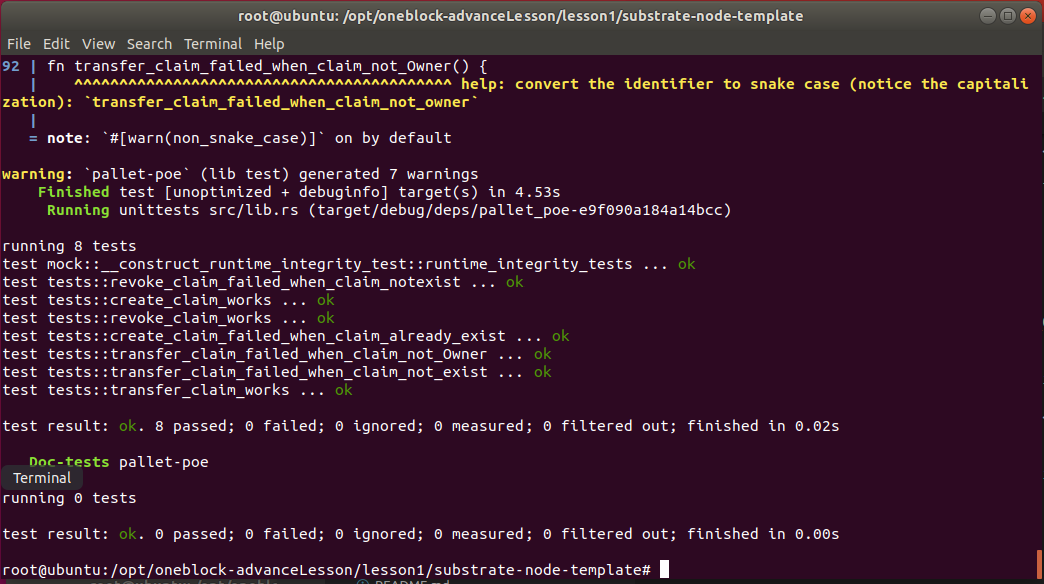 root@ubuntu: /opt/oneblock-advanceLesson/lesson1/substrate-node-template
File Edit View Search Terminal Help
92 | fn transfer_claim_failed_when_claim_not_Owner() {
| ^^^^^^^^^^^^^^^^^^^^^^^^^^^^^^^^^^^^^^^^^^ help: convert the identifier to snake case (notice the capitali
zation): `transfer_claim_failed_when_claim_not_owner`
|
= note: `#[warn(non_snake_case)]` on by default
warning: `pallet-poe` (lib test) generated 7 warnings
Finished test [unoptimized + debuginfo] target(s) in 4.53s
Running unittests src/lib.rs (target/debug/deps/pallet_poe-e9f090a184a14bcc)
running 8 tests
test mock::__construct_runtime_integrity_test::runtime_integrity_tests ... ok
test tests::revoke_claim_failed_when_claim_notexist ... ok
test tests::create_claim_works ... ok
test tests::revoke_claim_works ... ok
test tests::create_claim_failed_when_claim_already_exist ... ok
test tests::transfer_claim_failed_when_claim_not_Owner ... ok
test tests::transfer_claim_failed_when_claim_not_exist ... ok
test tests::transfer_claim_works ... ok
test result: ok. 8 passed; 0 failed; 0 ignored; 0 measured; 0 filtered out; finished in 0.02s
Doc-tests pallet-poe
Terminal
running 0 tests
test result: ok. 0 passed; 0 failed; 0 ignored; 0 measured; 0 filtered out; finished in 0.00s
root@ubuntu:/opt/oneblock-advanceLesson/lesson1/substrate-node-template#